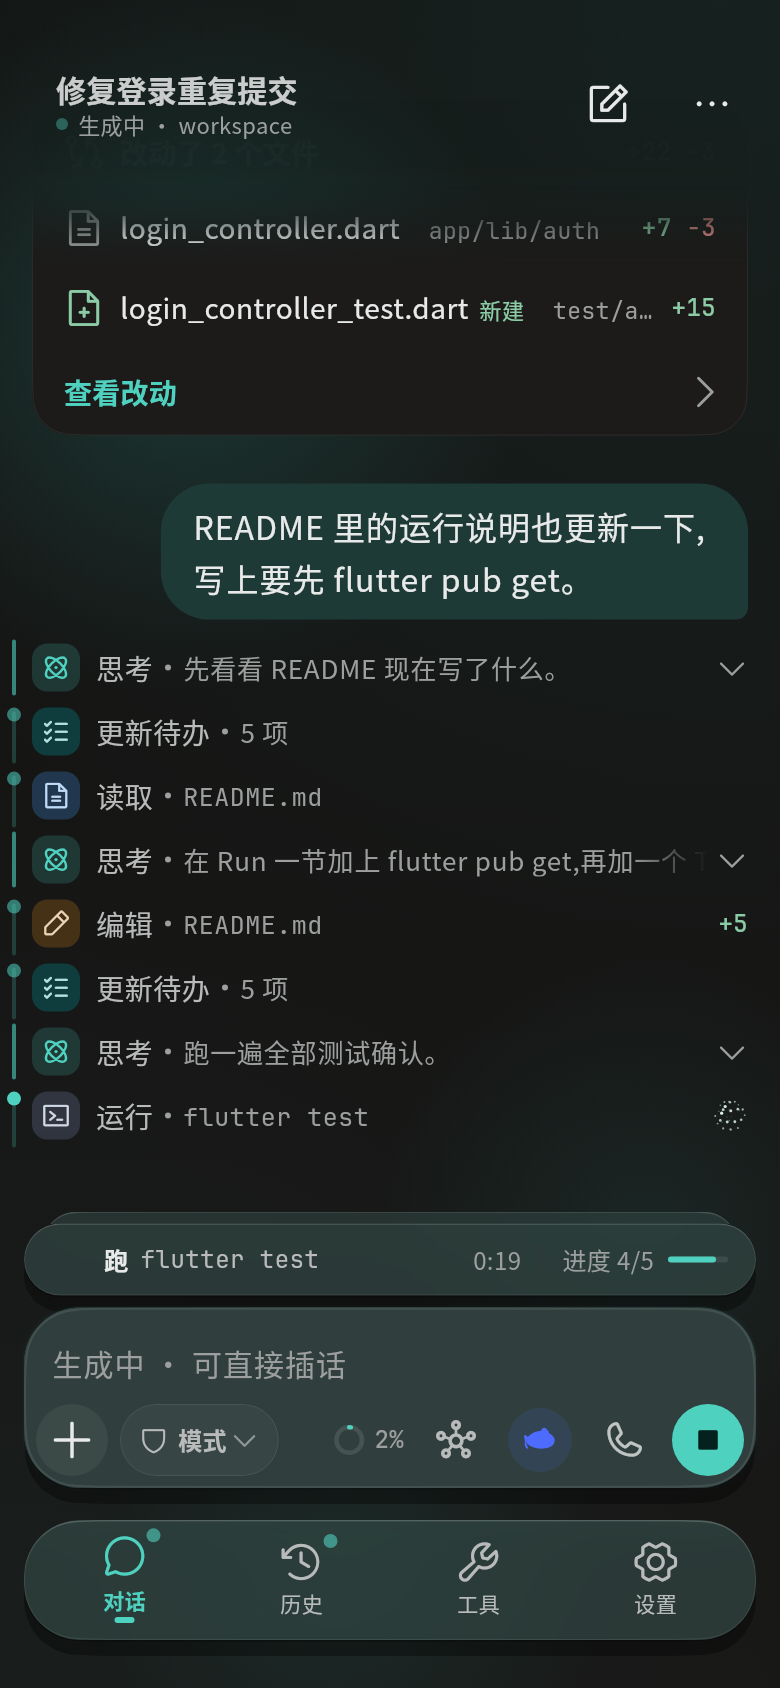 修复登录重复提交
生成中 · workspace
改动了 2 个文件
login_controller.dart app/lib/auth +7 -3
login_controller_test.dart 新建 test/a… +15
查看改动
README 里的运行说明也更新一下,
写上要先 flutter pub get。
思考 · 先看看 README 现在写了什么。
更新待办 · 5 项
读取 · README.md
思考 · 在 Run 一节加上 flutter pub get,再加一个
编辑 · README.md +5
更新待办 · 5 项
思考 · 跑一遍全部测试确认。
运行 · flutter test
跑 flutter test 0:19 进度 4/5
生成中 · 可直接插话
模式 2%
对话 历史 工具 设置